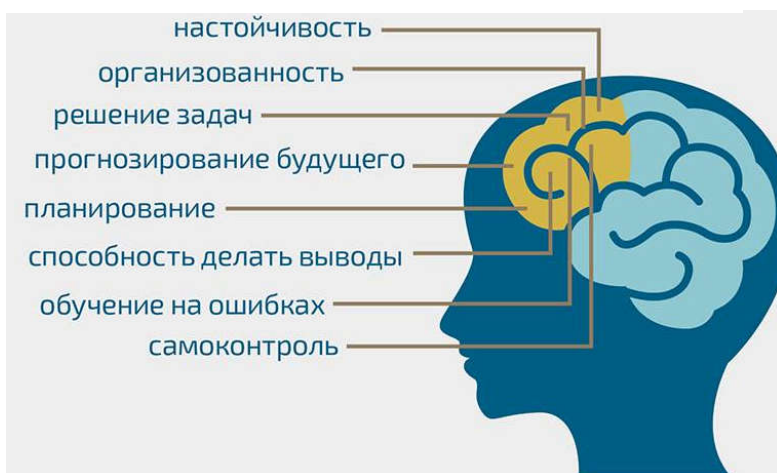 настойчивость
организованность
решение задач
прогнозирование будущего
планирование
способность делать выводы
обучение на ошибках
самоконтроль